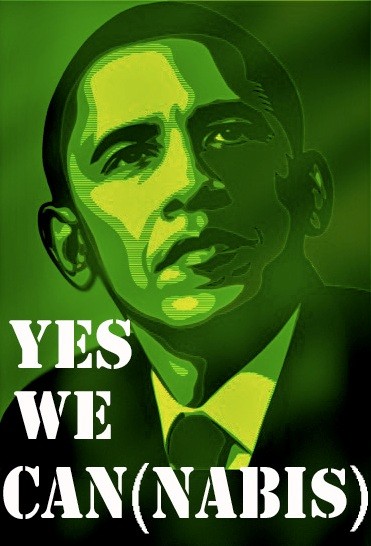 YES
WE
CAN(NABIS)